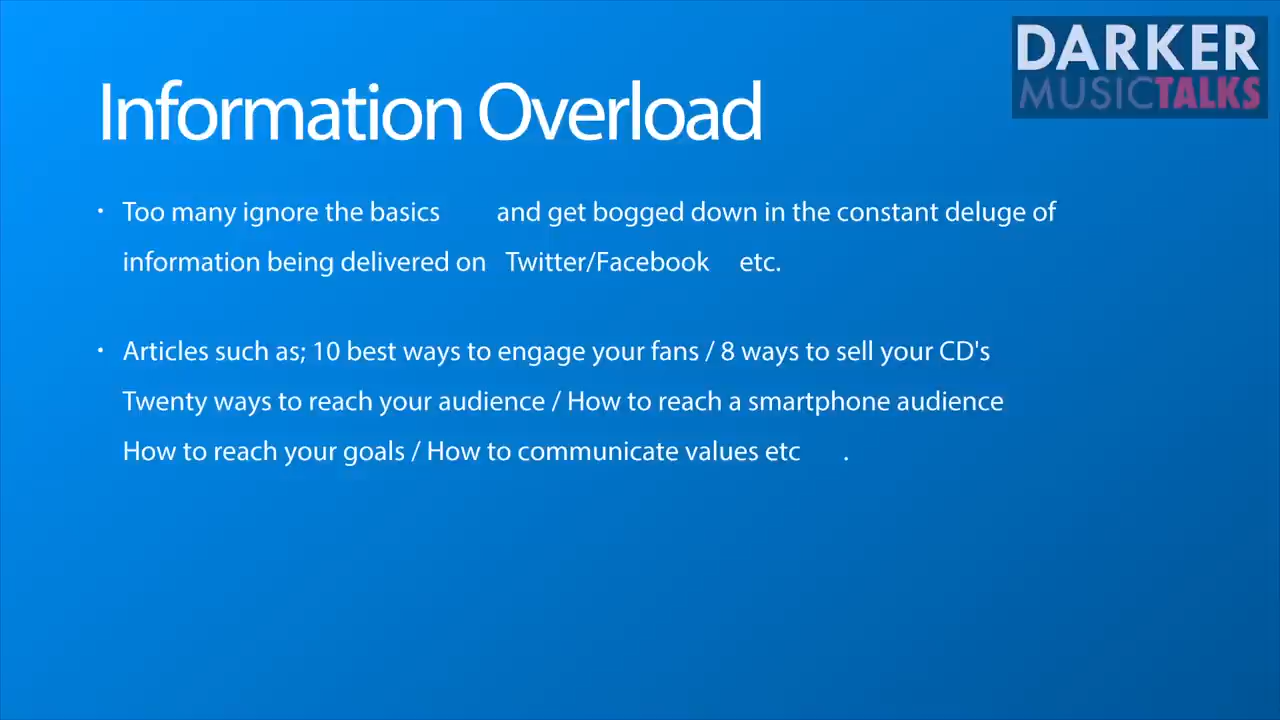 DARKER
MUSICTALKS
Information Overload
• Too many ignore the basics and get bogged down in the constant deluge of
information being delivered on Twitter/Facebook etc.
• Articles such as; 10 best ways to engage your fans / 8 ways to sell your CD's
Twenty ways to reach your audience / How to reach a smartphone audience
How to reach your goals / How to communicate values etc .